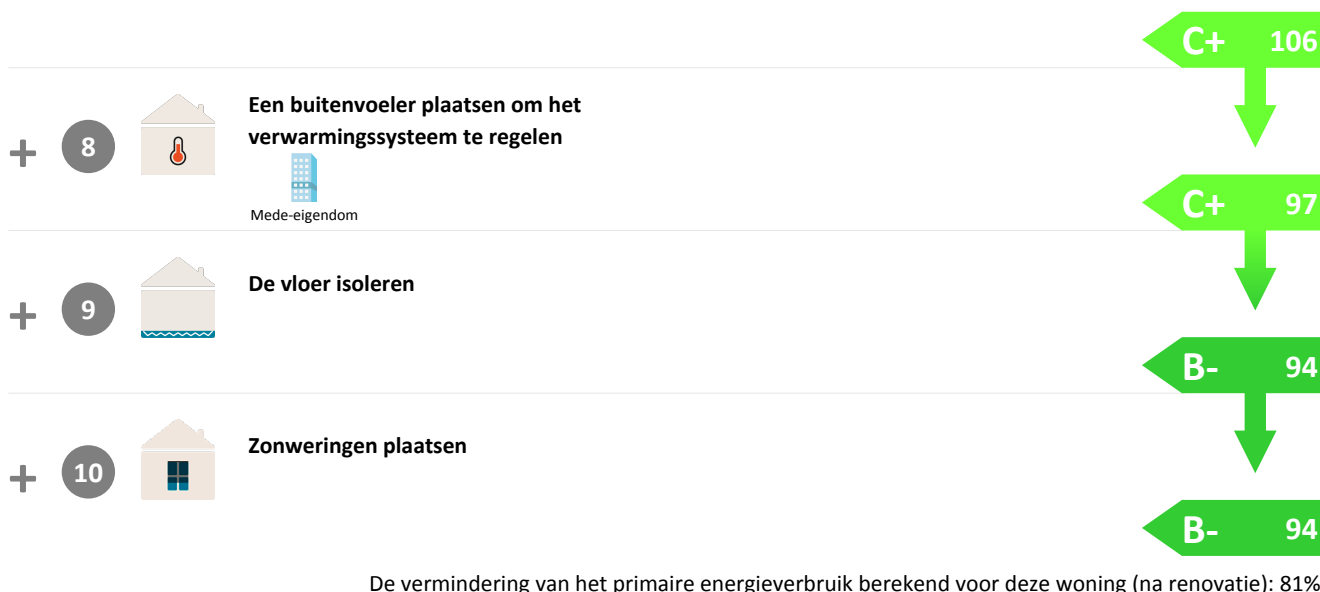 C+ 106
+ 8 Een buitenvoeler plaatsen om het
verwarmingssysteem te regelen
Mede-eigendom
C+ 97
+ 9 De vloer isoleren
B- 94
+ 10 Zonweringen plaatsen
B- 94
De vermindering van het primaire energieverbruik berekend voor deze woning (na renovatie): 81%